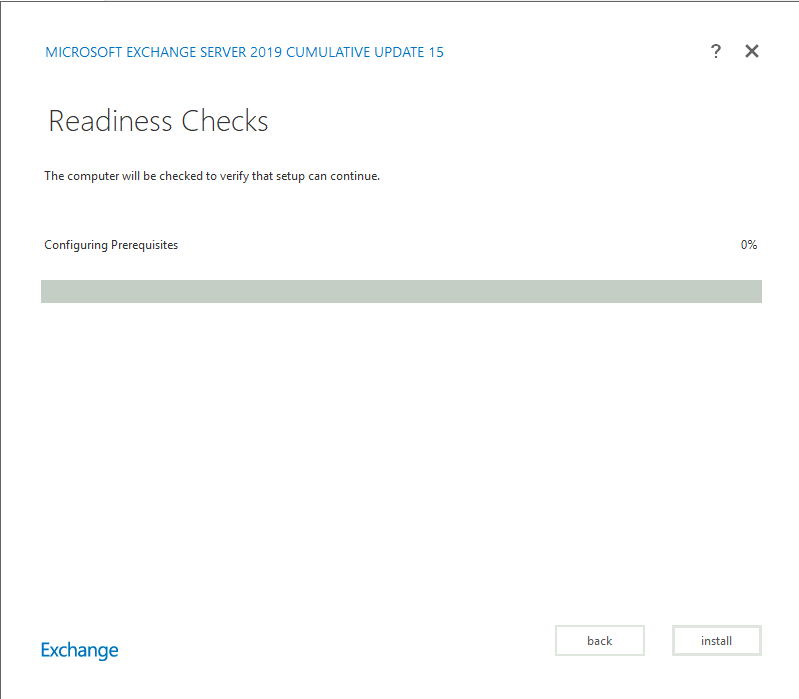 MICROSOFT EXCHANGE SERVER 2019 CUMULATIVE UPDATE 15 ? ✕
Readiness Checks
The computer will be checked to verify that setup can continue.
Configuring Prerequisites 0%
back install
Exchange